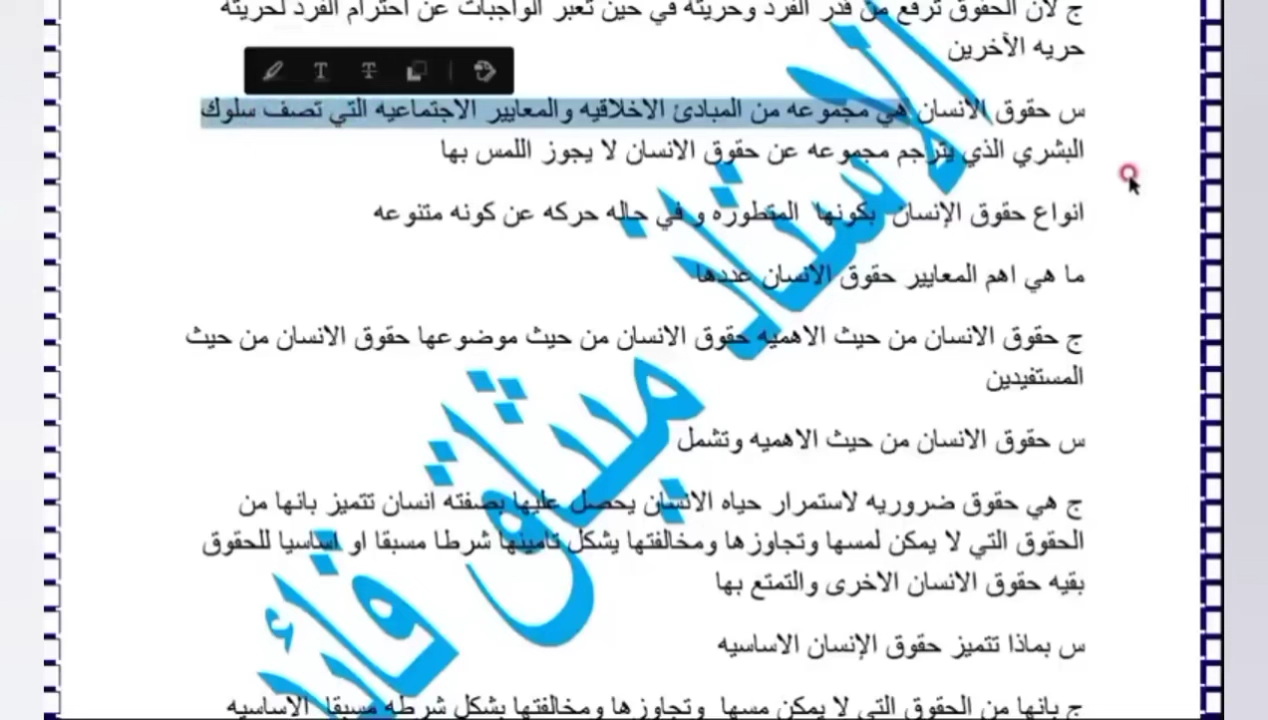 ج لان الحقوق ترفع من قدر الفرد وحريته في حين تعبر الواجبات عن احترام الفرد لحريته
حريه الآخرين
س حقوق الانسان هي مجموعه من المبادئ الاخلاقيه والمعايير الاجتماعيه التي تصف سلوك
البشري الذي يترجم مجموعه عن حقوق الانسان لا يجوز اللمس بها
انواع حقوق الإنسان بكونها المتطوره و في حاله حركه عن كونه متنوعه
ما هي اهم المعايير حقوق الانسان عددها
ج حقوق الانسان من حيث الاهميه حقوق الانسان من حيث موضوعها حقوق الانسان من حيث
المستفيدين
س حقوق الانسان من حيث الاهميه وتشمل
ج هي حقوق ضروريه لاستمرار حياه الانسان يحصل عليها بصفته انسان تتميز بانها من
الحقوق التي لا يمكن لمسها وتجاوزها ومخالفتها يشكل تامينها شرطا مسبقا او اساسيا للحقوق
بقيه حقوق الانسان الاخرى والتمتع بها
س بماذا تتميز حقوق الإنسان الاساسيه
ج بانها من الحقوق التي لا يمكن مسها وتجاوزها ومخالفتها بشكل شرطه مسبقا الاساسيه
الاستاذ ميثاق قائد